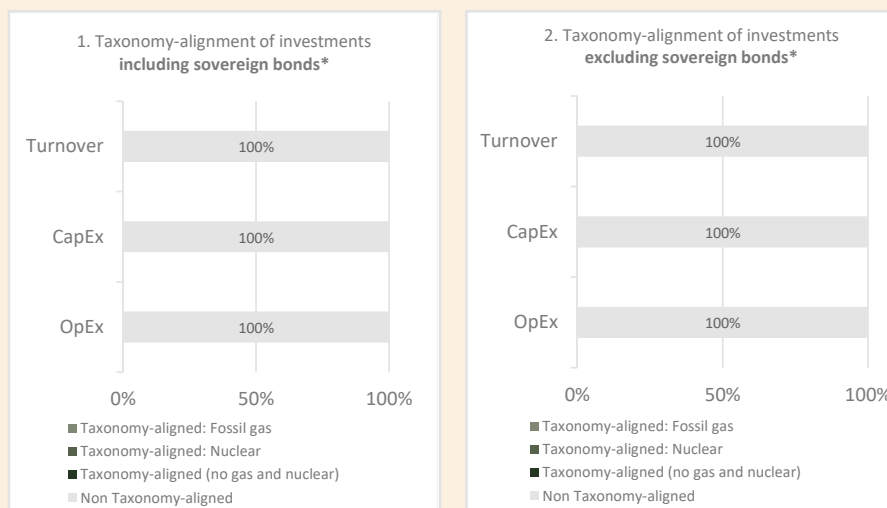 1. Taxonomy-alignment of investments
including sovereign bonds*
Turnover
100%
CapEx
100%
OpEx
100%
0%
50%
100%
Taxonomy-aligned: Fossil gas
Taxonomy-aligned: Nuclear
Taxonomy-aligned (no gas and nuclear)
Non Taxonomy-aligned
2. Taxonomy-alignment of investments
excluding sovereign bonds*
Turnover
100%
CapEx
100%
OpEx
100%
0%
50%
100%
Taxonomy-aligned: Fossil gas
Taxonomy-aligned: Nuclear
Taxonomy-aligned (no gas and nuclear)
Non Taxonomy-aligned